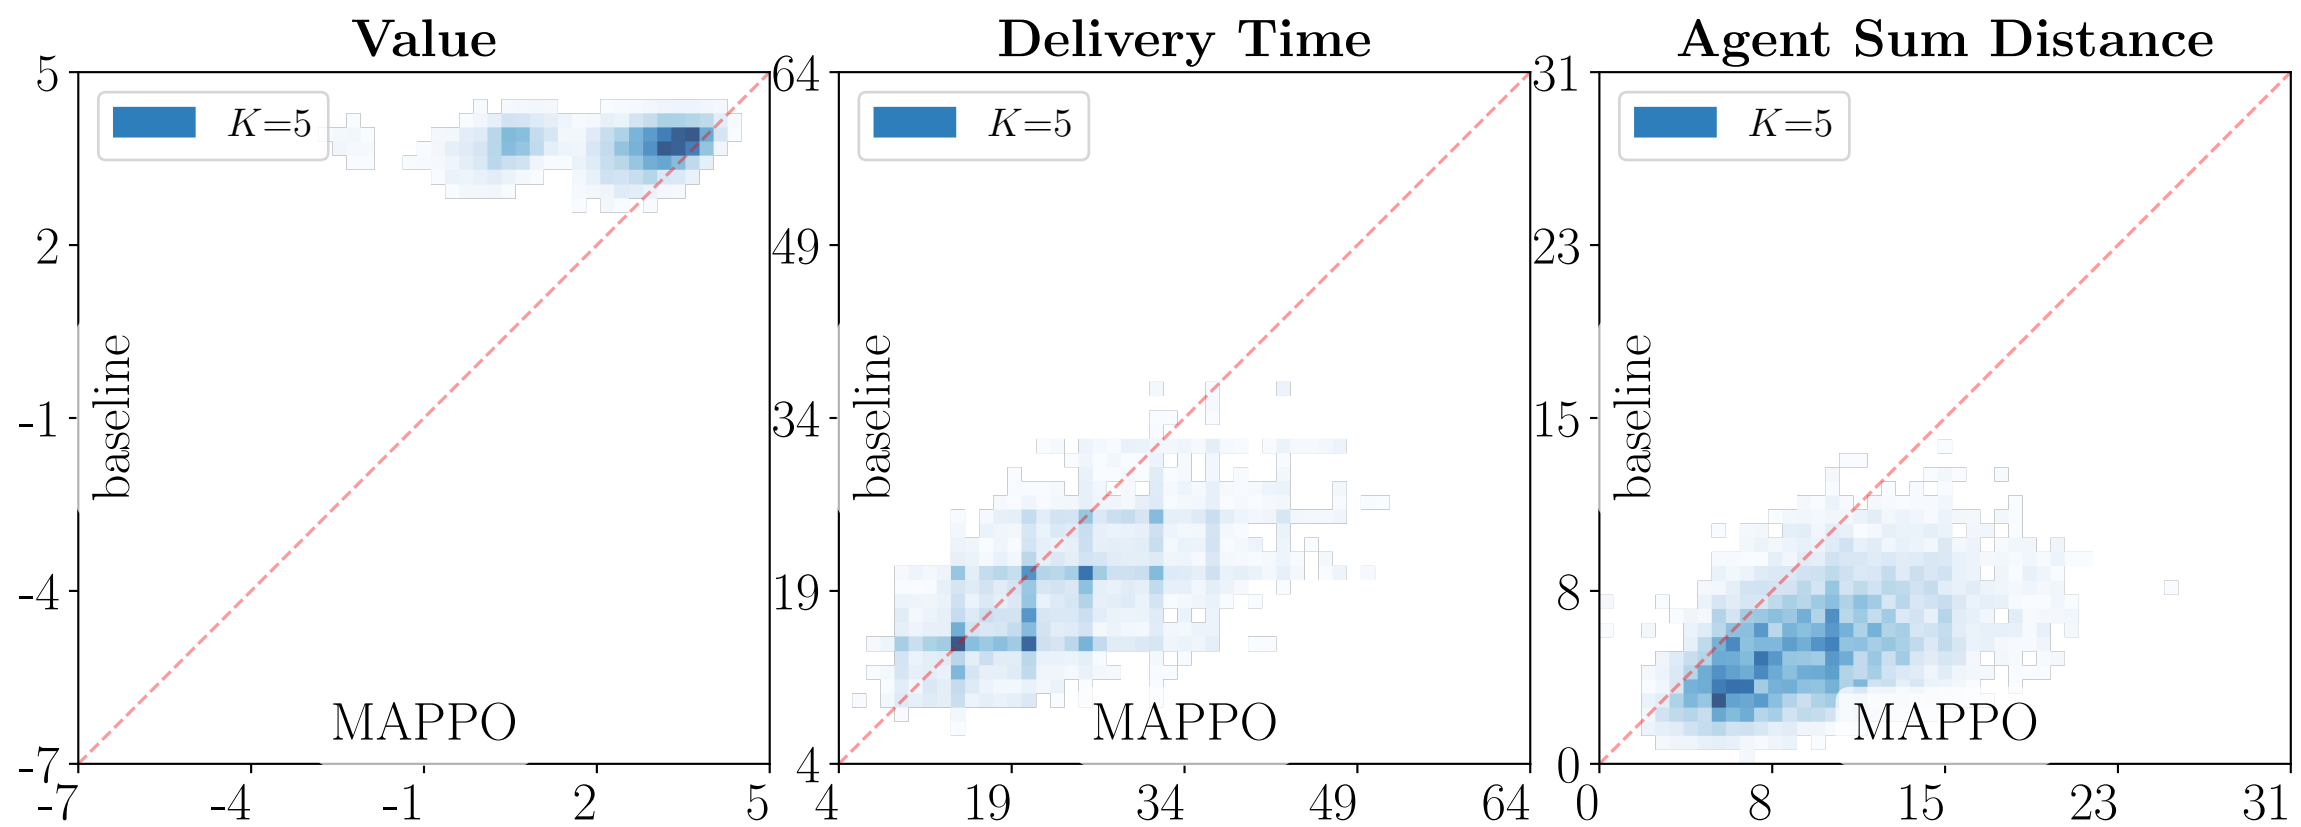 Value
5
2
-1
-4
-7
K=5
baseline
MAPPO
-7 -4 -1 2 5
Delivery Time
64
49
34
19
4
K=5
baseline
MAPPO
4 19 34 49 64
Agent Sum Distance
31
23
15
8
0
K=5
baseline
MAPPO
0 8 15 23 31